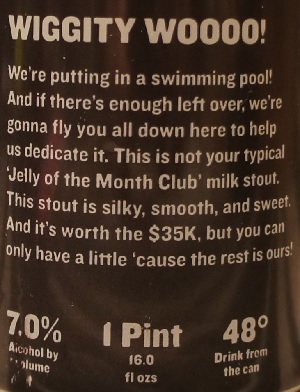 WIGGITY WOOOO!
We're putting in a swimming pool!
And if there's enough left over, we're
gonna fly you all down here to help
us dedicate it. This is not your typical
'Jelly of the Month Club' milk stout.
This stout is silky, smooth, and sweet.
And it's worth the $35K, but you can
only have a little 'cause the rest is ours!
7.0%
Alcohol by
volume
1 Pint
16.0
fl ozs
48°
Drink from
the can